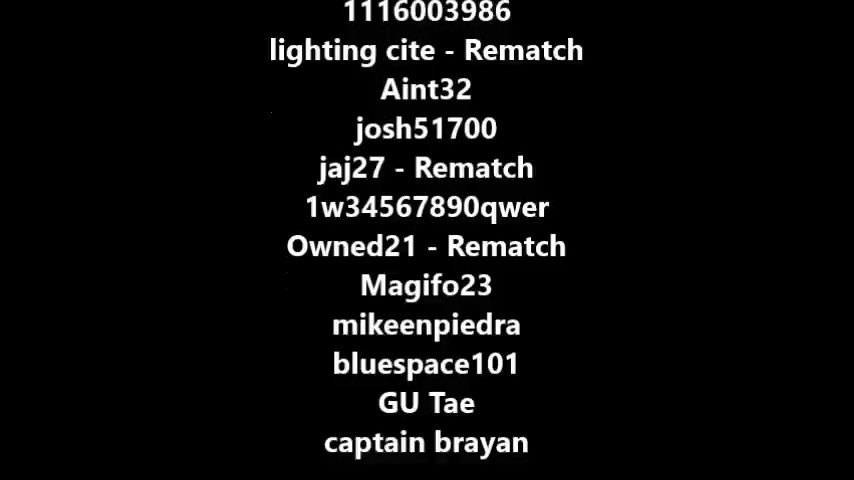 1116003986
lighting cite - Rematch
Aint32
josh51700
jaj27 - Rematch
1w34567890qwer
Owned21 - Rematch
Magifo23
mikeenpiedra
bluespace101
GU Tae
captain brayan